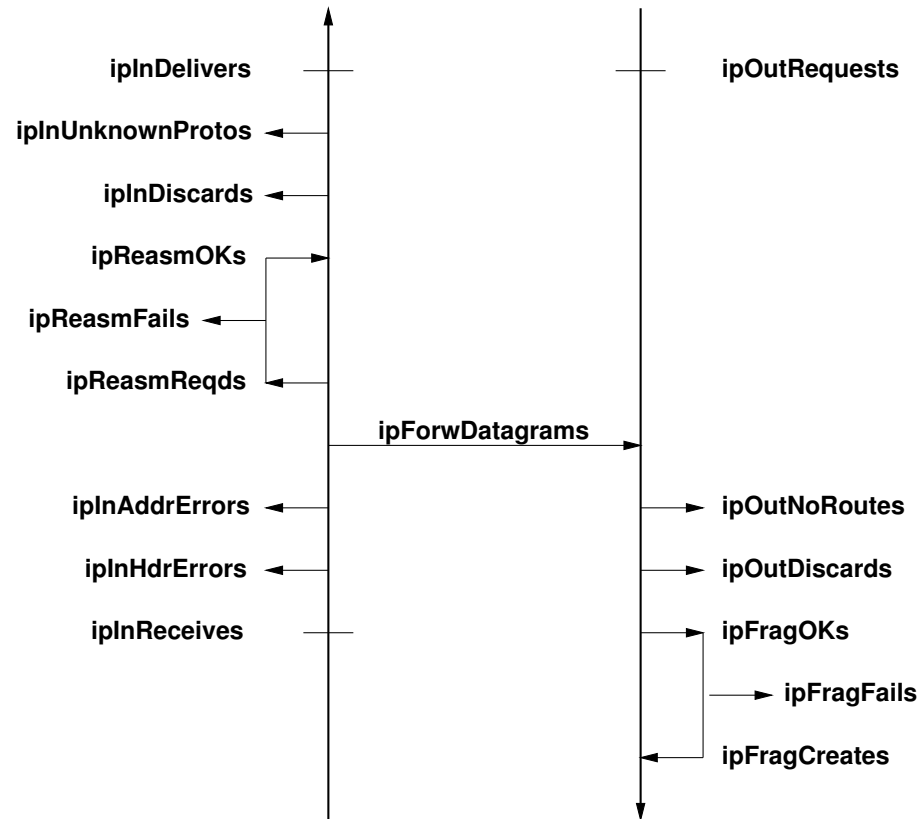 ipInDelivers
ipOutRequests
ipInUnknownProtos
ipInDiscards
ipReasmOKs
ipReasmFails
ipReasmReqds
ipForwDatagrams
ipInAddrErrors
ipOutNoRoutes
ipInHdrErrors
ipOutDiscards
ipInReceives
ipFragOKs
ipFragFails
ipFragCreates